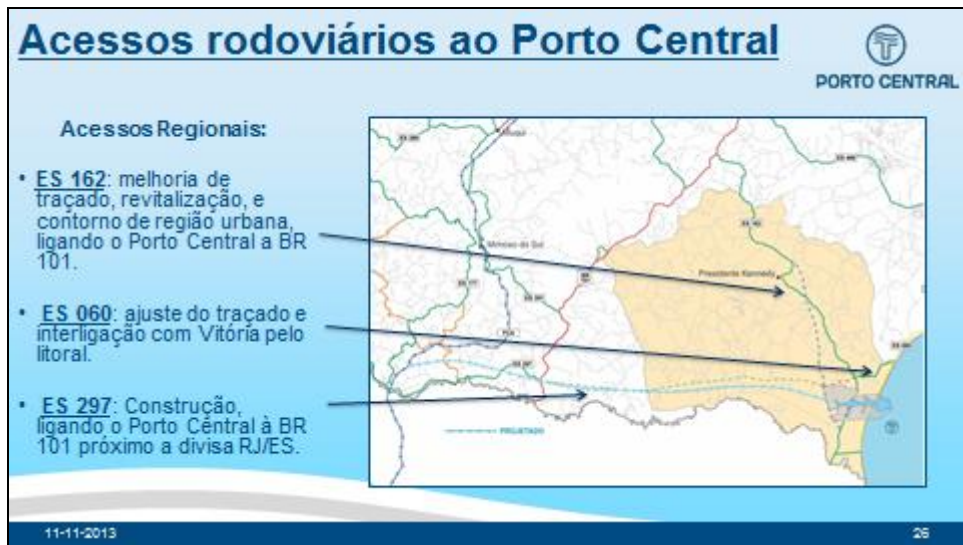 Acessos rodoviários ao Porto Central
PORTO CENTRAL
Acessos Regionais:
• ES 162: melhoria de
traçado, revitalização, e
contorno de região urbana,
ligando o Porto Central a BR
101.
• ES 060: ajuste do traçado e
interligação com Vitória pelo
litoral.
• ES 297: Construção,
ligando o Porto Central à BR
101 próximo a divisa RJ/ES.
Mimoso do Sul
Presidente Kennedy
PROJETADO
11-11-2013
26